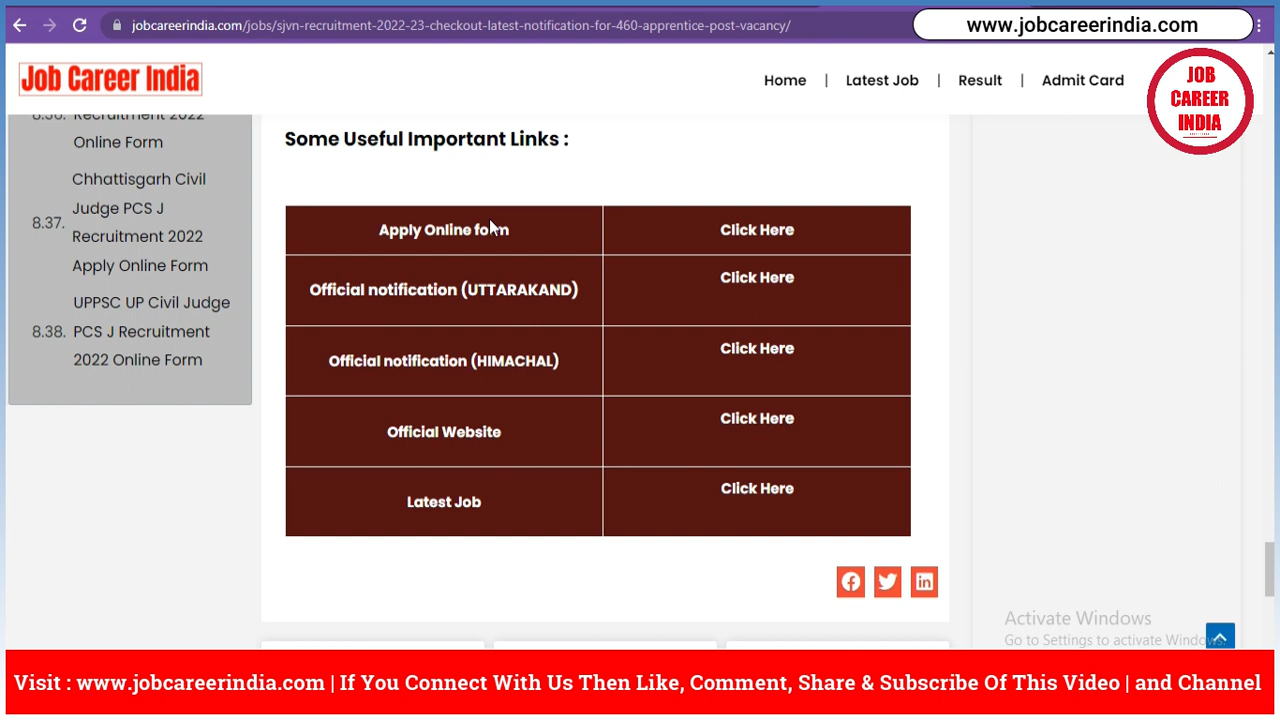 jobcareerindia.com/jobs/sjvn-recruitment-2022-23-checkout-latest-notification-for-460-apprentice-post-vacancy/
www.jobcareerindia.com
Job Career India
Home | Latest Job | Result | Admit Card
JOB
CAREER
INDIA
8.36. Recruitment 2022
Online Form
Chhattisgarh Civil
8.37. Judge PCS J
Recruitment 2022
Apply Online Form
UPPSC UP Civil Judge
8.38. PCS J Recruitment
2022 Online Form
Some Useful Important Links :
Apply Online form Click Here
Official notification (UTTARAKAND) Click Here
Official notification (HIMACHAL) Click Here
Official Website Click Here
Latest Job Click Here
Activate Windows
Go to Settings to activate Windows.
Visit : www.jobcareerindia.com | If You Connect With Us Then Like, Comment, Share & Subscribe Of This Video | and Channel